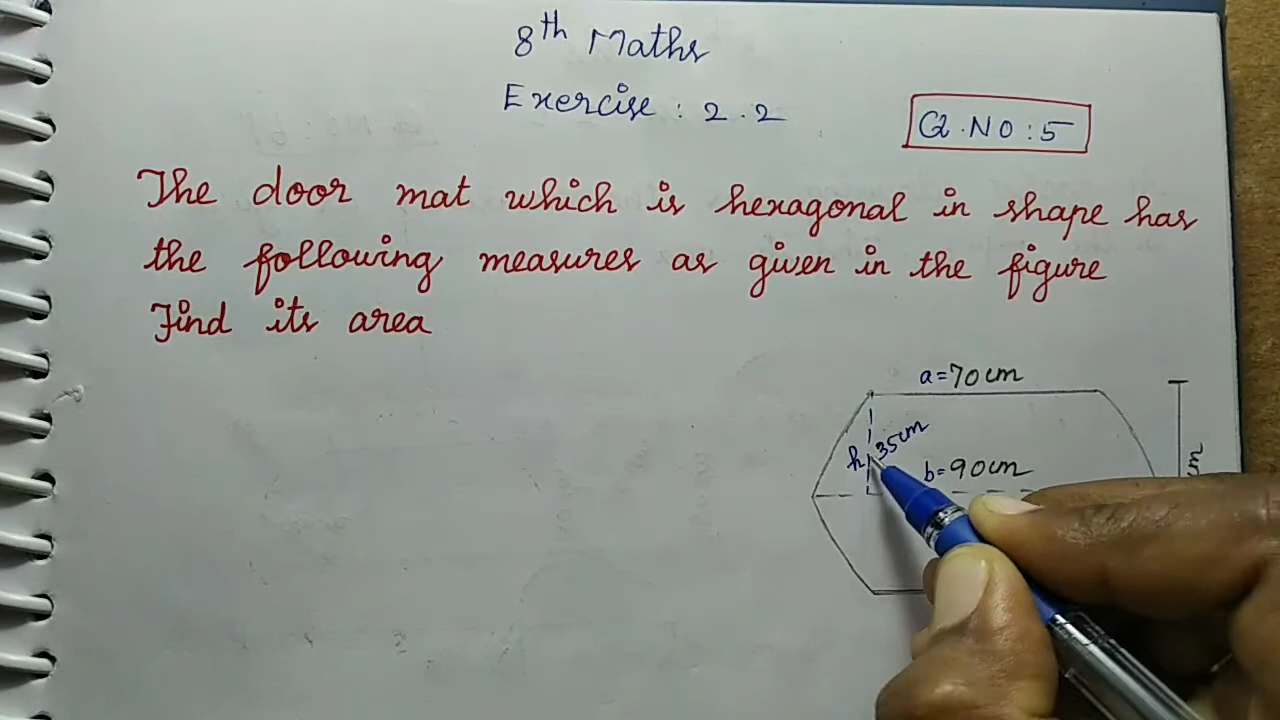 8th Maths
Exercise : 2.2
Q.NO:5
The door mat which is hexagonal in shape has
the following measures as given in the figure
Find its area
a=70cm
h 35cm
b=90cm
cm